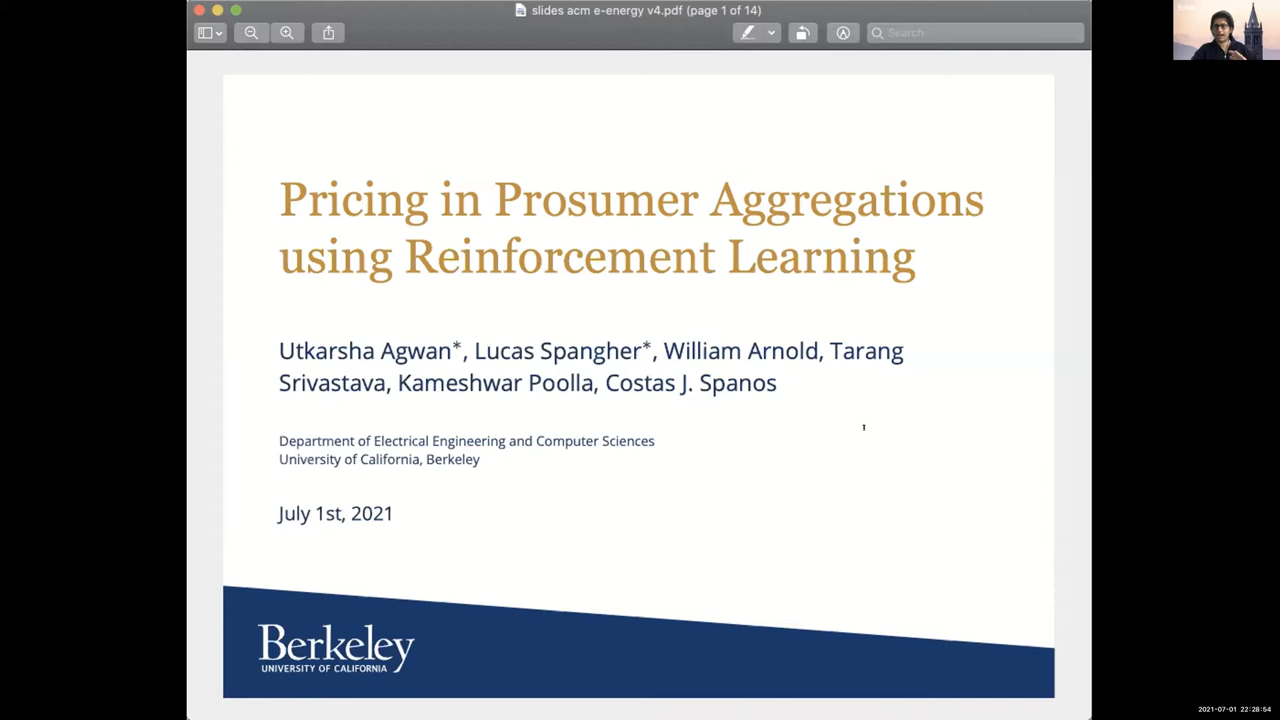 slides acm e-energy v4.pdf (page 1 of 14)
Search
Pricing in Prosumer Aggregations
using Reinforcement Learning
Utkarsha Agwan*, Lucas Spangher*, William Arnold, Tarang
Srivastava, Kameshwar Poolla, Costas J. Spanos
Department of Electrical Engineering and Computer Sciences
University of California, Berkeley
July 1st, 2021
Berkeley
UNIVERSITY OF CALIFORNIA
2021-07-01 22:28:54